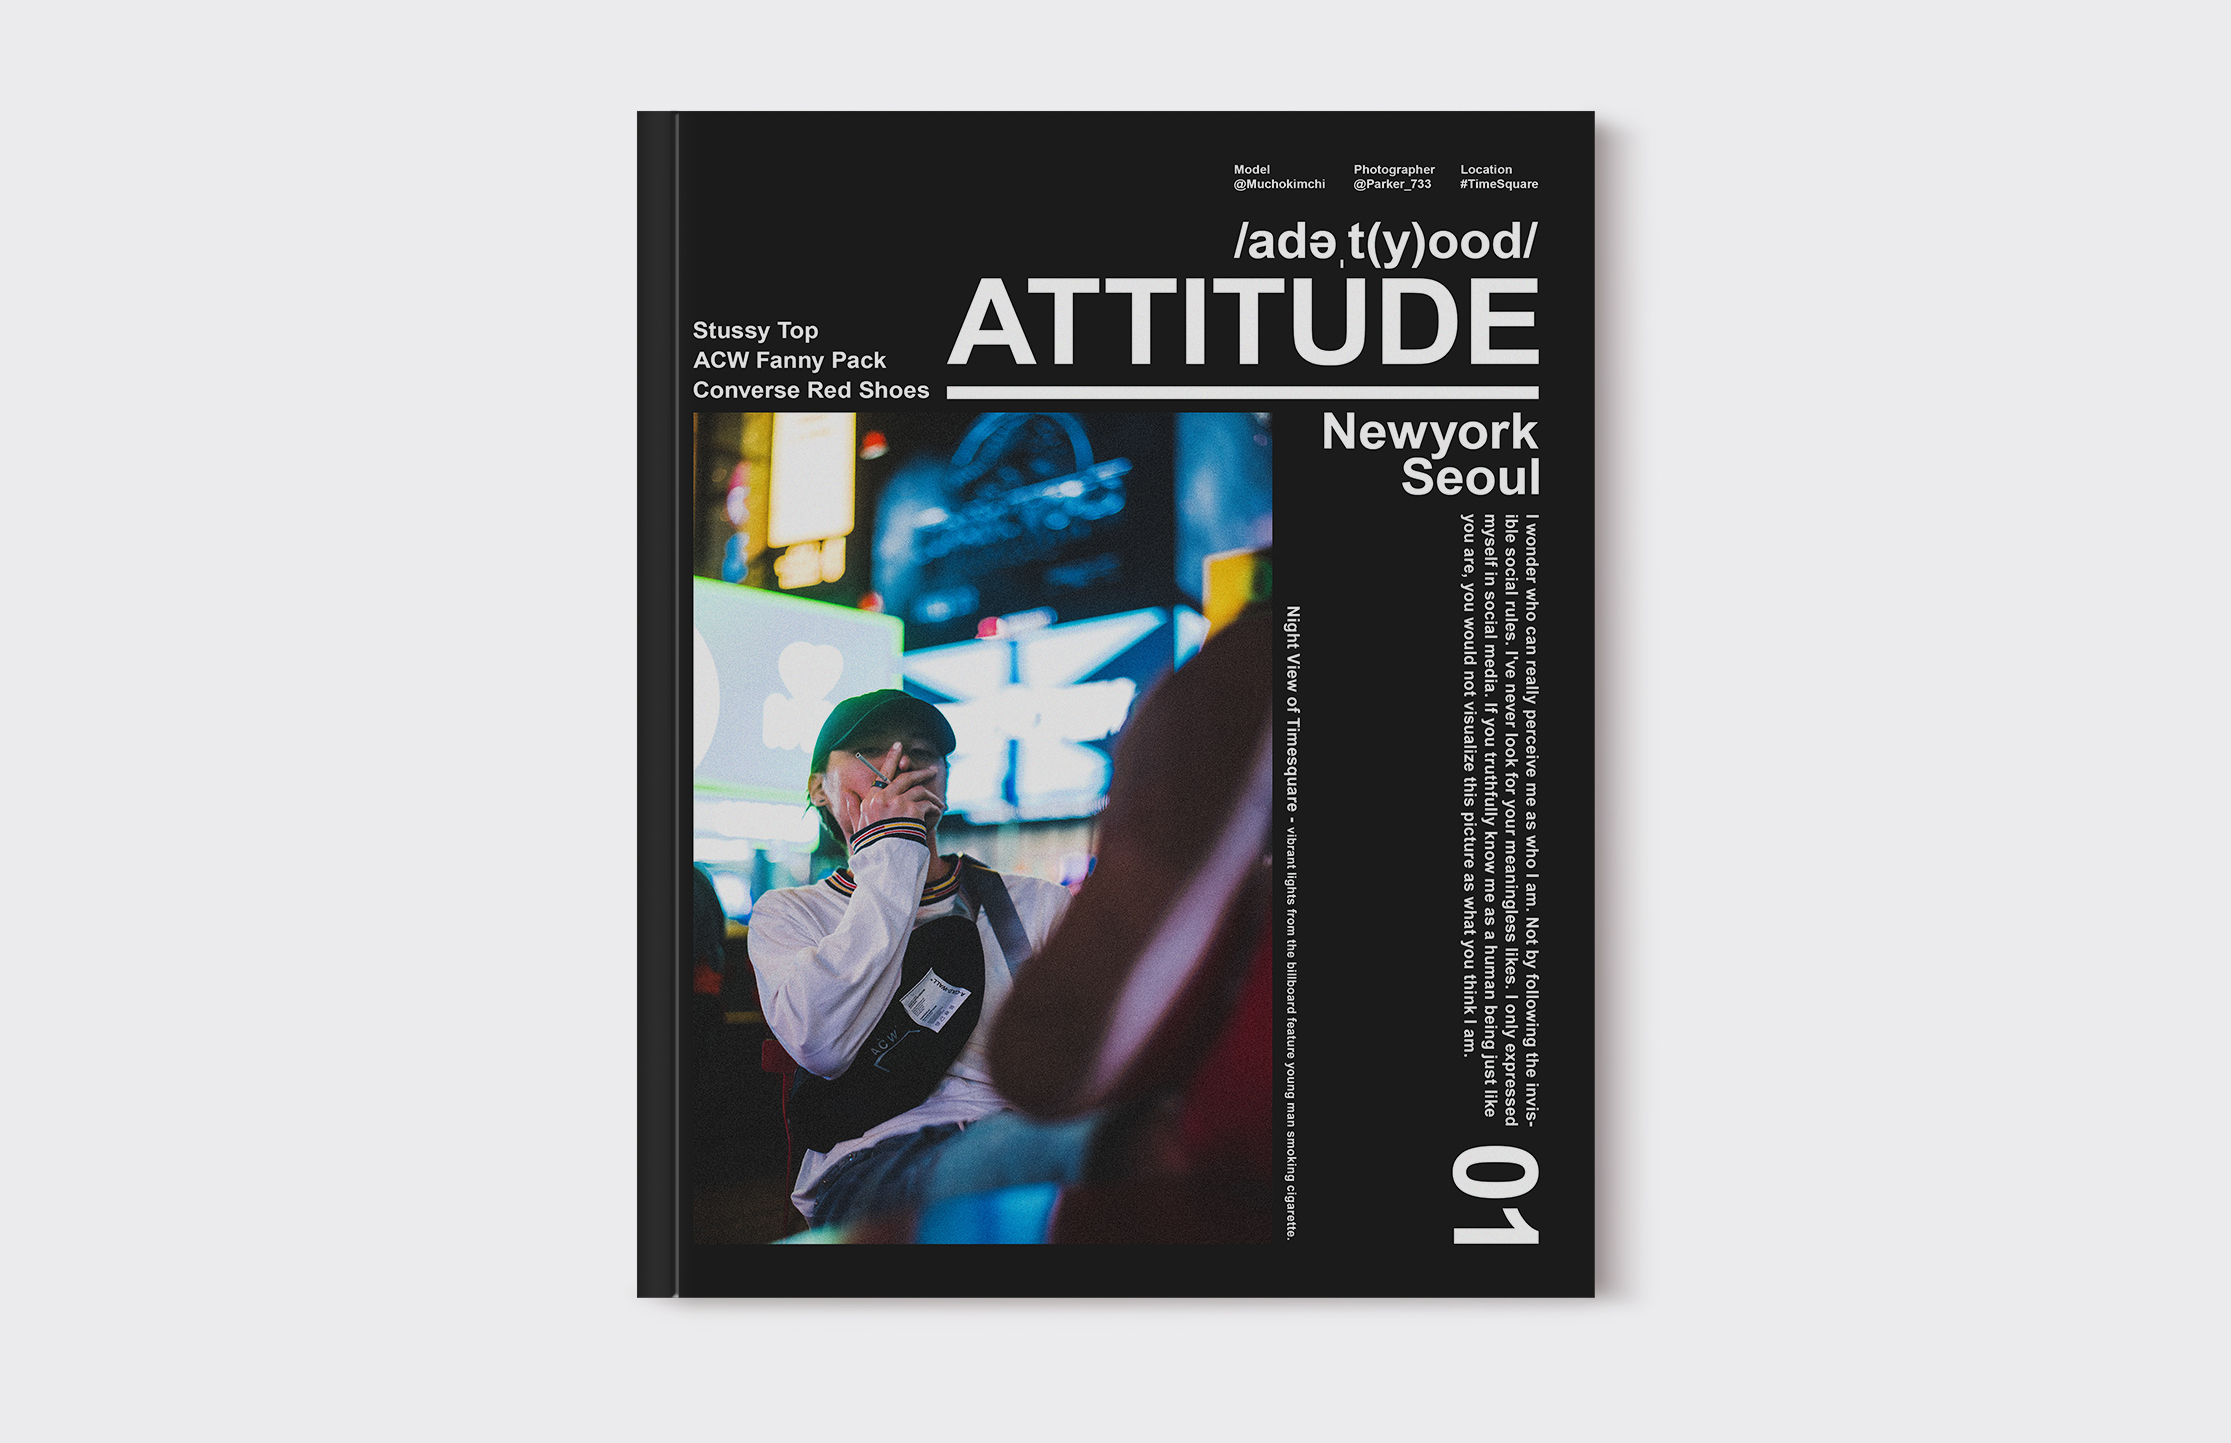 Model
@Muchokimchi
Photographer
@Parker_733
Location
#TimeSquare
/adəˌt(y)ood/
ATTITUDE
Stussy Top
ACW Fanny Pack
Converse Red Shoes
Newyork
Seoul
I wonder who can really perceive me as who I am. Not by following the invis-
ible social rules. I've never look for your meaningless likes. I only expressed
myself in social media. If you truthfully know me as a human being just like
you are, you would not visualize this picture as what you think I am.
Night View of Timesquare - vibrant lights from the billboard feature young man smoking cigarette.
01
A-COLD-WALL*
ACW